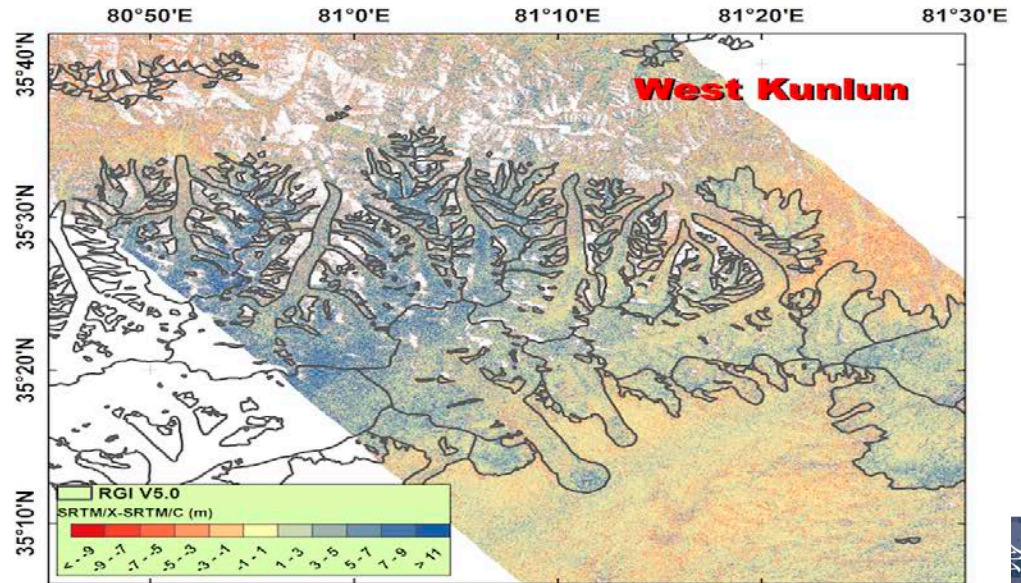 80°50'E 81°0'E 81°10'E 81°20'E 81°30'E
35°40'N
West Kunlun
35°30'N
35°20'N
35°10'N
RGI V5.0
SRTM/X-SRTM/C (m)
< - -9 -9 - -7 -7 - -5 -5 - -3 -3 - -1 -1 - 1 1 - 3 3 - 5 5 - 7 7 - 9 > 11